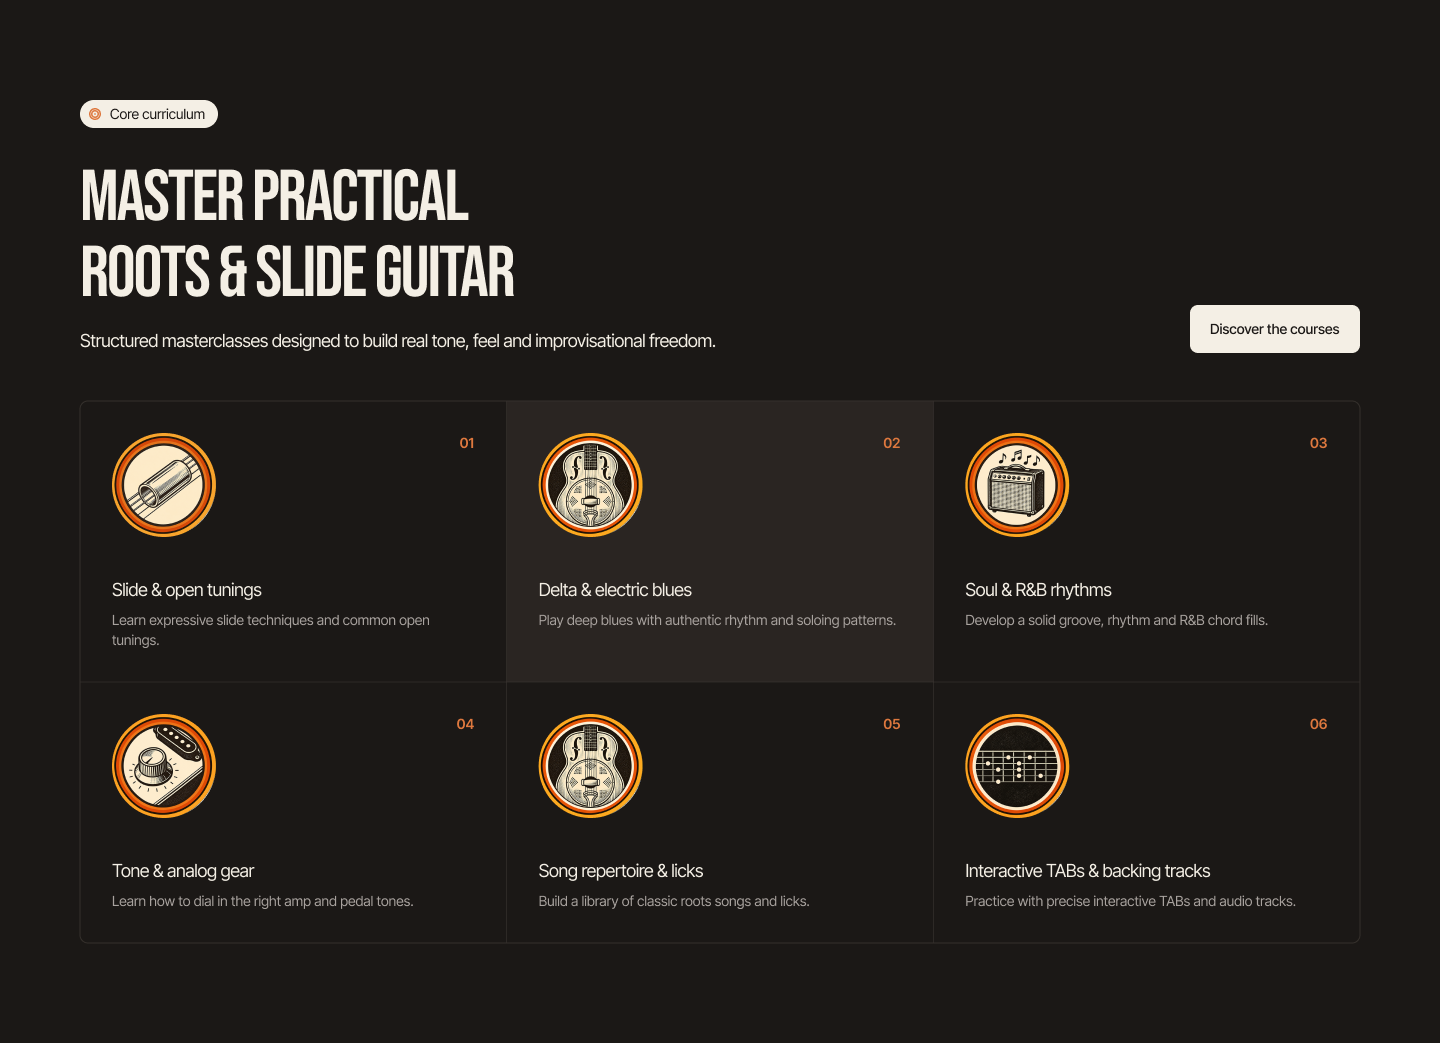 Core curriculum
MASTER PRACTICAL
ROOTS & SLIDE GUITAR
Structured masterclasses designed to build real tone, feel and improvisational freedom.
Discover the courses
01
Slide & open tunings
Learn expressive slide techniques and common open
tunings.
02
Delta & electric blues
Play deep blues with authentic rhythm and soloing patterns.
03
Soul & R&B rhythms
Develop a solid groove, rhythm and R&B chord fills.
04
Tone & analog gear
Learn how to dial in the right amp and pedal tones.
05
Song repertoire & licks
Build a library of classic roots songs and licks.
06
Interactive TABs & backing tracks
Practice with precise interactive TABs and audio tracks.